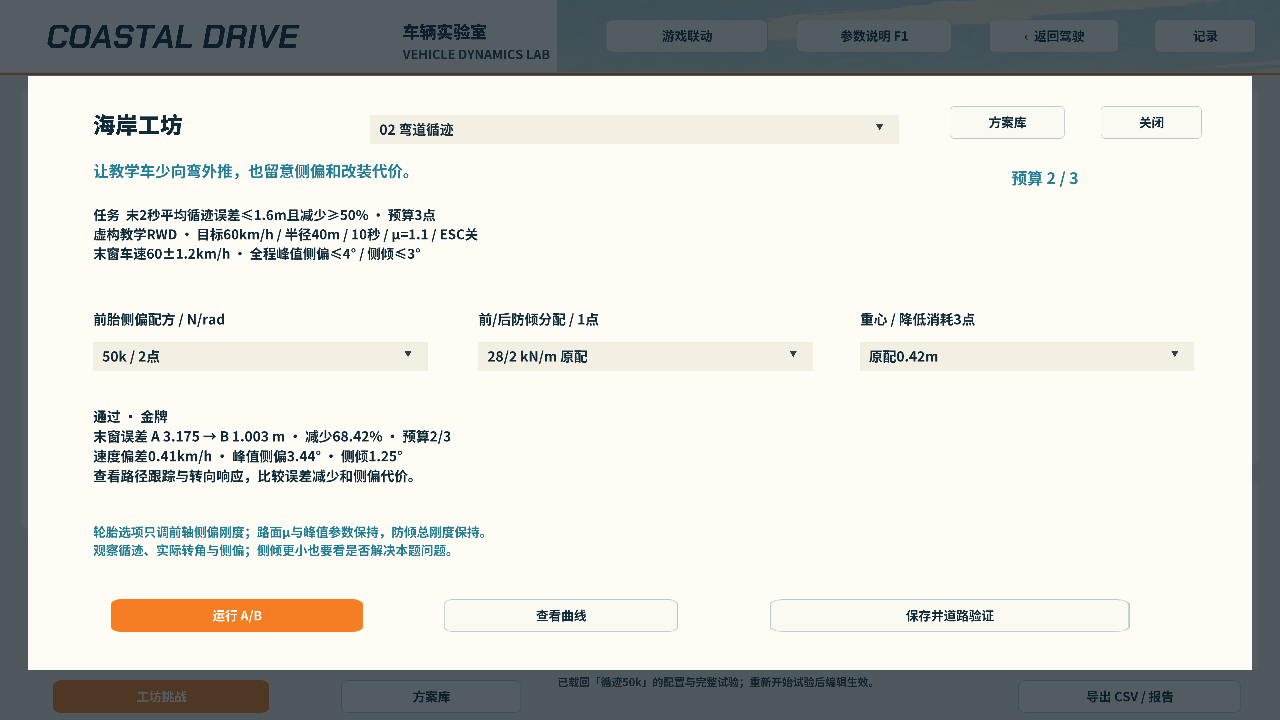 COASTAL DRIVE
车辆实验室
VEHICLE DYNAMICS LAB
游戏联动
参数说明 F1
‹ 返回驾驶
记录
海岸工坊
02 弯道循迹
▼
方案库
关闭
让教学车少向弯外推，也留意侧偏和改装代价。
预算 2 / 3
任务 末2秒平均循迹误差≤1.6m且减少≥50% · 预算3点
虚构教学RWD · 目标60km/h / 半径40m / 10秒 / μ=1.1 / ESC关
末窗车速60±1.2km/h · 全程峰值侧偏≤4° / 侧倾≤3°
前胎侧偏配方 / N/rad
前/后防倾分配 / 1点
重心 / 降低消耗3点
50k / 2点 ▼
28/2 kN/m 原配 ▼
原配0.42m ▼
通过 · 金牌
末窗误差 A 3.175 → B 1.003 m · 减少68.42% · 预算2/3
速度偏差0.41km/h · 峰值侧偏3.44° · 侧倾1.25°
查看路径跟踪与转向响应，比较误差减少和侧偏代价。
轮胎选项只调前轴侧偏刚度；路面μ与峰值参数保持，防倾总刚度保持。
观察循迹、实际转角与侧偏；侧倾更小也要看是否解决本题问题。
运行 A/B
查看曲线
保存并道路验证
工坊挑战
方案库
已载回「循迹50k」的配置与完整试验；重新开始试验后编辑生效。
导出 CSV / 报告